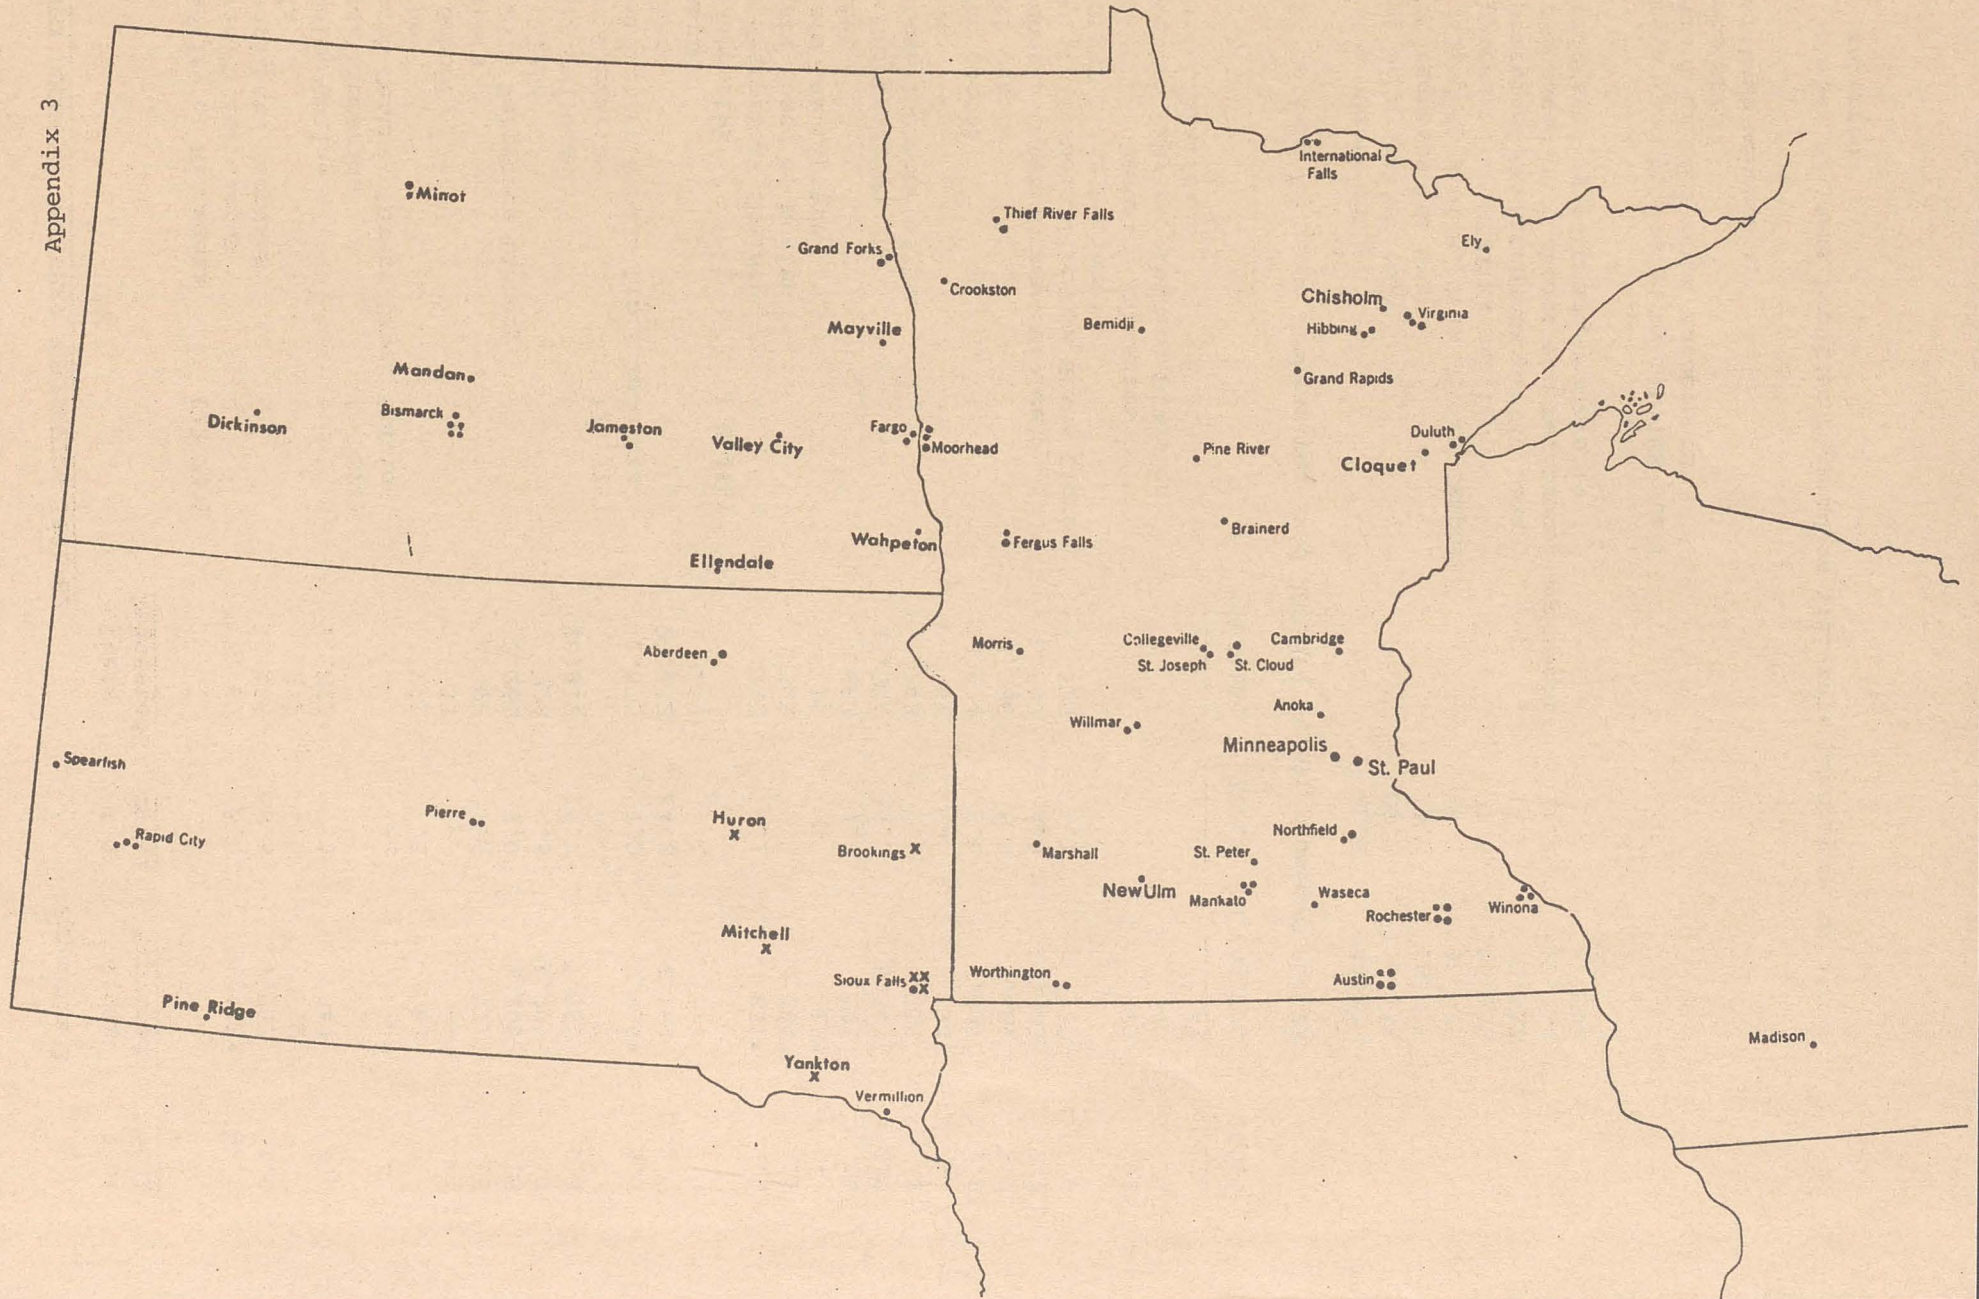 Appendix 3
Minot
Grand Forks
Mayville
Mandan
Bismarck
Dickinson
Jameston
Valley City
Fargo
Wahpeton
Ellendale
International
Falls
Thief River Falls
Crookston
Ely
Chisholm
Virginia
Hibbing
Bemidji
Grand Rapids
Moorhead
Pine River
Duluth
Cloquet
Brainerd
Fergus Falls
Morris
Collegeville
St. Joseph
St. Cloud
Cambridge
Anoka
Willmar
Minneapolis
St. Paul
Northfield
Marshall
St. Peter
New Ulm
Mankato
Waseca
Rochester
Winona
Worthington
Austin
Aberdeen
Spearfish
Rapid City
Pierre
Huron
x
Brookings x
Mitchell
x
Sioux Falls xx
x
Pine Ridge
Yankton
x
Vermillion
Madison